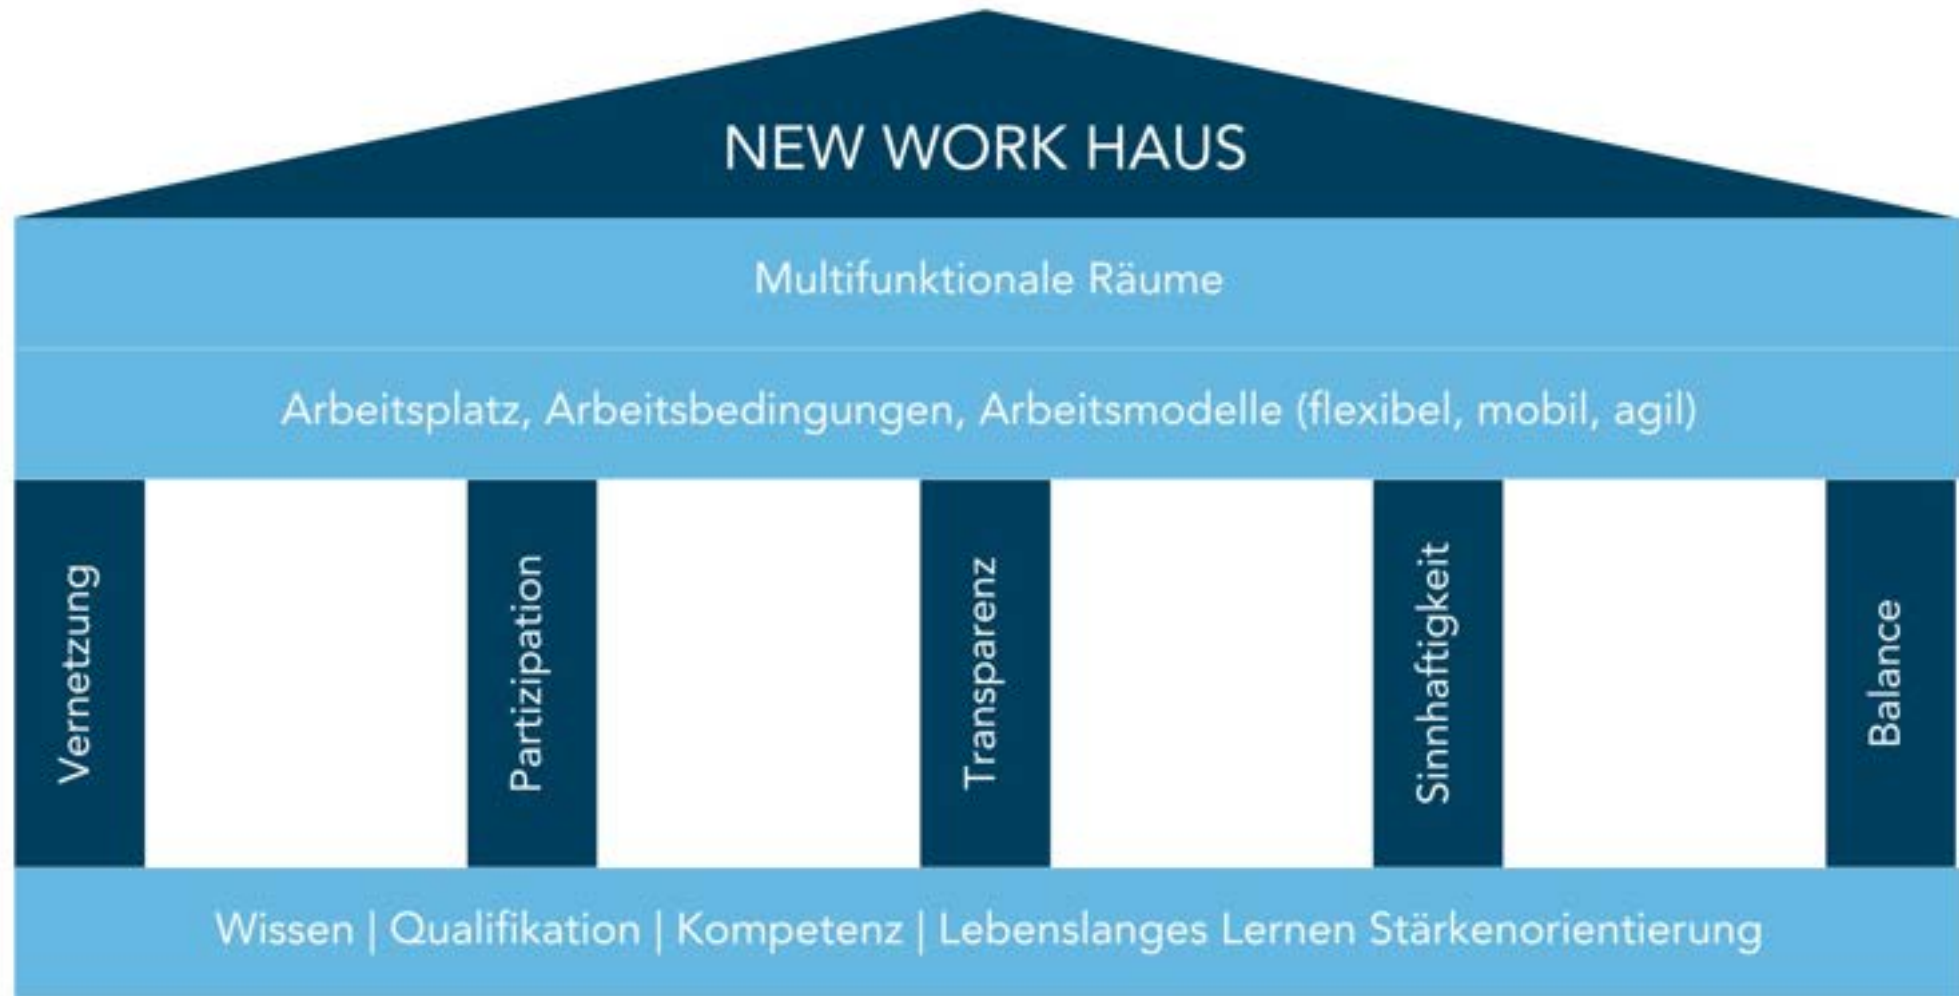 NEW WORK HAUS
Multifunktionale Räume
Arbeitsplatz, Arbeitsbedingungen, Arbeitsmodelle (flexibel, mobil, agil)
Vernetzung
Partizipation
Transparenz
Sinnhaftigkeit
Balance
Wissen | Qualifikation | Kompetenz | Lebenslanges Lernen Stärkenorientierung